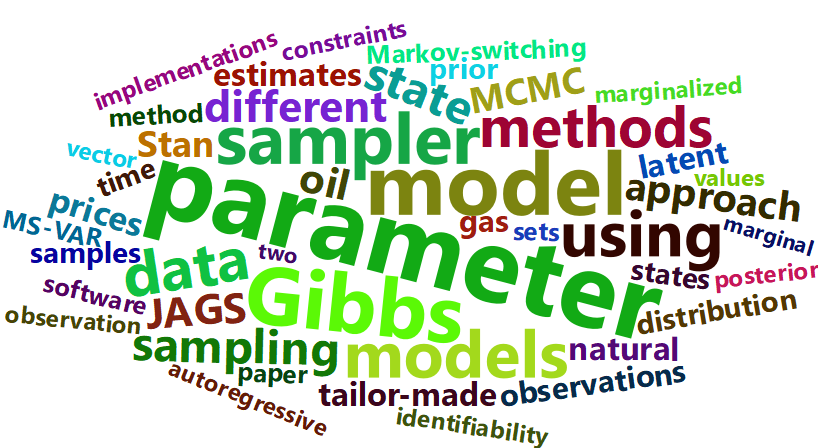 implementations
constraints
Markov-switching
estimates
state
prior
MCMC
marginalized
method
different
vector
Stan
sampler
methods
time
oil
model
latent
values
approach
prices
parameter
gas
sets
using
marginal
MS-VAR
samples
data
two
states
posterior
software
JAGS
Gibbs
distribution
observation
sampling
models
natural
paper
tailor-made
observations
autoregressive
identifiability